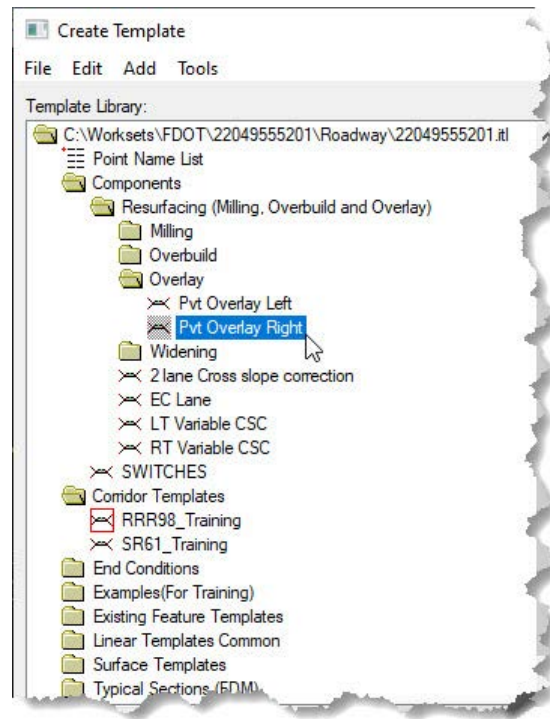 Create Template
File Edit Add Tools
Template Library:
C:\Worksets\FDOT\22049555201\Roadway\22049555201.itl
Point Name List
Components
Resurfacing (Milling, Overbuild and Overlay)
Milling
Overbuild
Overlay
Pvt Overlay Left
Pvt Overlay Right
Widening
2 lane Cross slope correction
EC Lane
LT Variable CSC
RT Variable CSC
SWITCHES
Corridor Templates
RRR98_Training
SR61_Training
End Conditions
Examples(For Training)
Existing Feature Templates
Linear Templates Common
Surface Templates
Typical Sections (FDM)